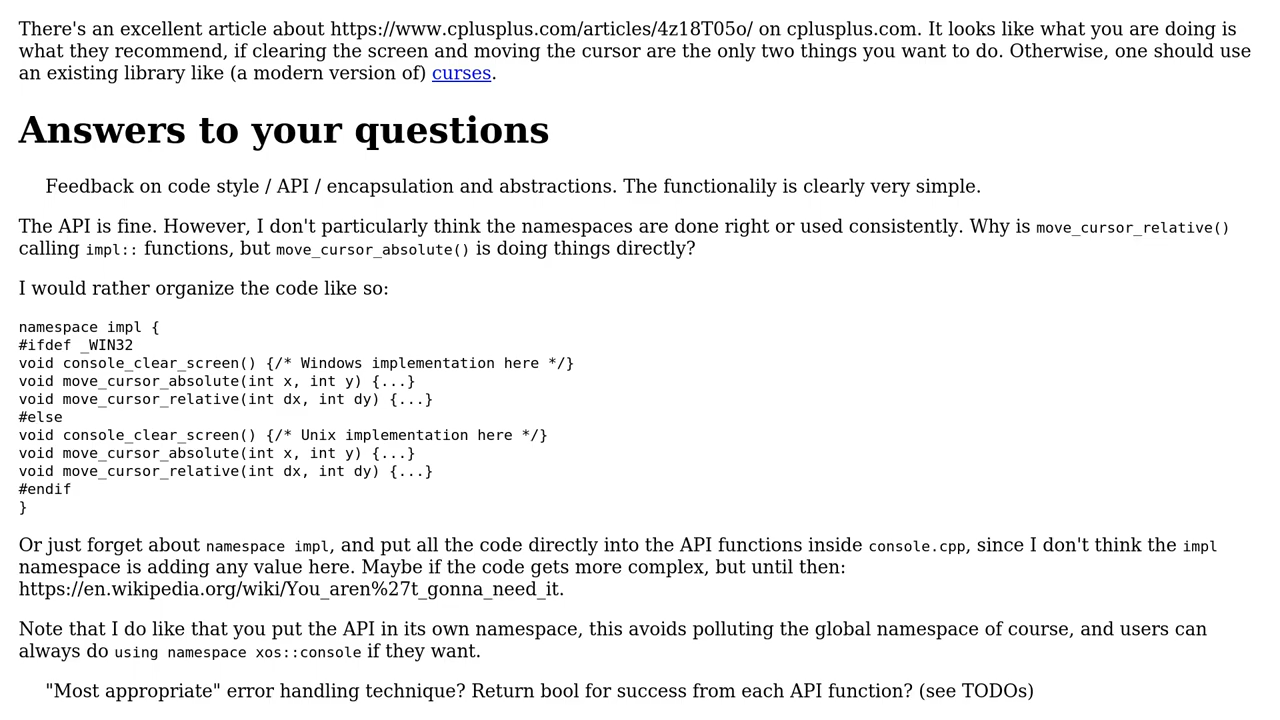 There's an excellent article about https://www.cplusplus.com/articles/4z18T05o/ on cplusplus.com. It looks like what you are doing is
what they recommend, if clearing the screen and moving the cursor are the only two things you want to do. Otherwise, one should use
an existing library like (a modern version of) curses.
Answers to your questions
Feedback on code style / API / encapsulation and abstractions. The functionalily is clearly very simple.
The API is fine. However, I don't particularly think the namespaces are done right or used consistently. Why is move_cursor_relative()
calling impl:: functions, but move_cursor_absolute() is doing things directly?
I would rather organize the code like so:
namespace impl {
#ifdef _WIN32
void console_clear_screen() {/* Windows implementation here */}
void move_cursor_absolute(int x, int y) {...}
void move_cursor_relative(int dx, int dy) {...}
#else
void console_clear_screen() {/* Unix implementation here */}
void move_cursor_absolute(int x, int y) {...}
void move_cursor_relative(int dx, int dy) {...}
#endif
}
Or just forget about namespace impl, and put all the code directly into the API functions inside console.cpp, since I don't think the impl
namespace is adding any value here. Maybe if the code gets more complex, but until then:
https://en.wikipedia.org/wiki/You_aren%27t_gonna_need_it.
Note that I do like that you put the API in its own namespace, this avoids polluting the global namespace of course, and users can
always do using namespace xos::console if they want.
"Most appropriate" error handling technique? Return bool for success from each API function? (see TODOs)